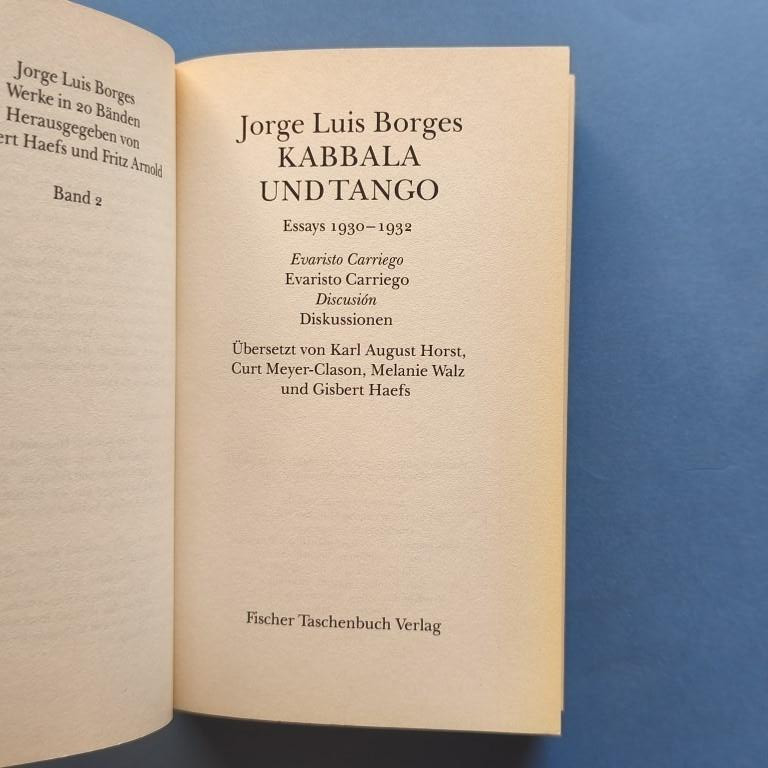 Jorge Luis Borges
Werke in 20 Bänden
Herausgegeben von
Haefs und Fritz Arnold
Band 2
Jorge Luis Borges
KABBALA
UND TANGO
Essays 1930–1932
Evaristo Carriego
Evaristo Carriego
Discusión
Diskussionen
Übersetzt von Karl August Horst,
Curt Meyer-Clason, Melanie Walz
und Gisbert Haefs
Fischer Taschenbuch Verlag